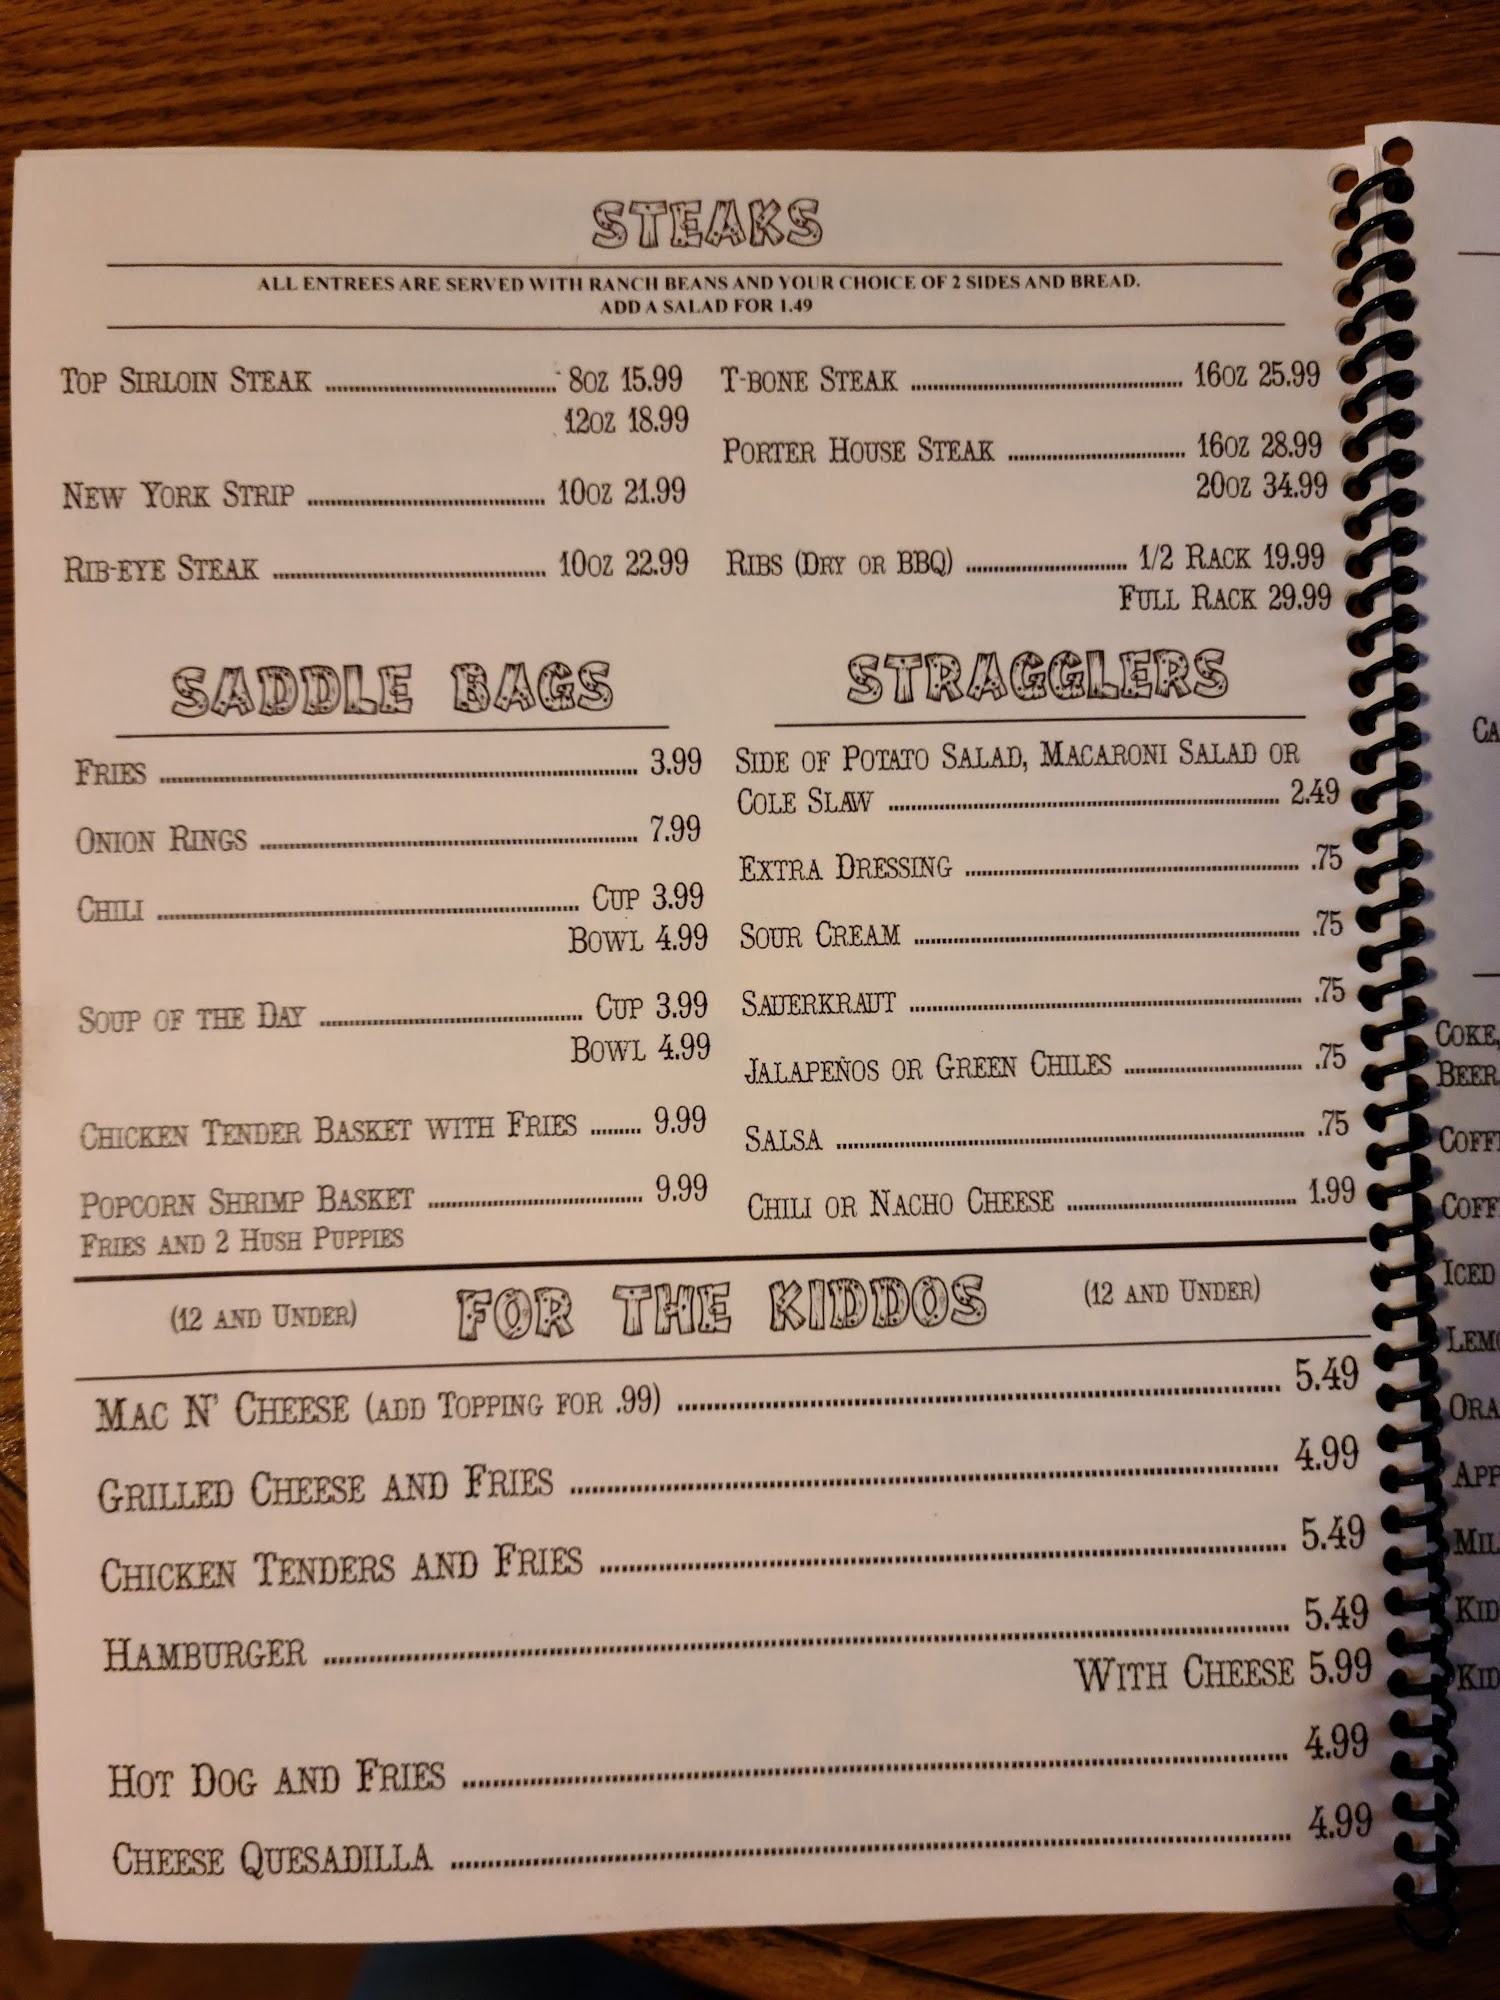 STEAKS
ALL ENTREES ARE SERVED WITH RANCH BEANS AND YOUR CHOICE OF 2 SIDES AND BREAD.
ADD A SALAD FOR 1.49
TOP SIRLOIN STEAK 8OZ 15.99
12OZ 18.99
NEW YORK STRIP 10OZ 21.99
RIB-EYE STEAK 10OZ 22.99
T-BONE STEAK 16OZ 25.99
PORTER HOUSE STEAK 16OZ 28.99
20OZ 34.99
RIBS (DRY OR BBQ) 1/2 RACK 19.99
FULL RACK 29.99
SADDLE BAGS
FRIES 3.99
ONION RINGS 7.99
CHILI CUP 3.99
BOWL 4.99
SOUP OF THE DAY CUP 3.99
BOWL 4.99
CHICKEN TENDER BASKET WITH FRIES 9.99
POPCORN SHRIMP BASKET 9.99
FRIES AND 2 HUSH PUPPIES
STRAGGLERS
SIDE OF POTATO SALAD, MACARONI SALAD OR
COLE SLAW 2.49
EXTRA DRESSING .75
SOUR CREAM .75
SAUERKRAUT .75
JALAPEÑOS OR GREEN CHILES .75
SALSA .75
CHILI OR NACHO CHEESE 1.99
(12 AND UNDER) FOR THE KIDDOS (12 AND UNDER)
MAC N' CHEESE (ADD TOPPING FOR .99) 5.49
GRILLED CHEESE AND FRIES 4.99
CHICKEN TENDERS AND FRIES 5.49
HAMBURGER 5.49
WITH CHEESE 5.99
HOT DOG AND FRIES 4.99
CHEESE QUESADILLA 4.99
COKE,
BEER
ICED